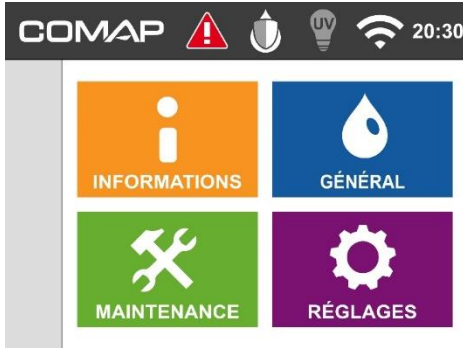 COMAP UV 20:30
INFORMATIONS GÉNÉRAL
MAINTENANCE RÉGLAGES